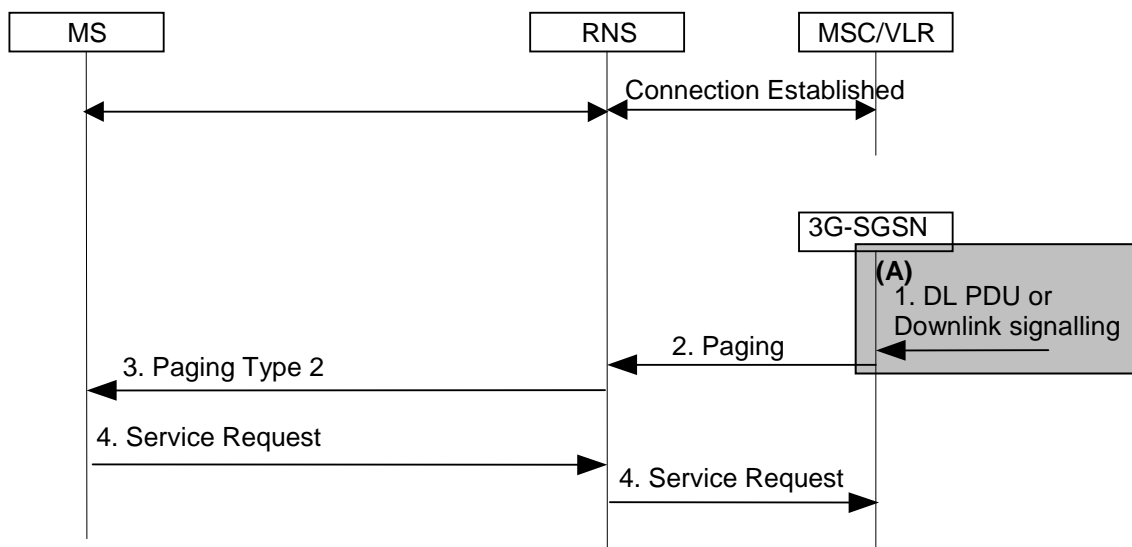 MS
RNS
MSC/VLR
Connection Established
3G-SGSN
(A)
1. DL PDU or
Downlink signalling
2. Paging
3. Paging Type 2
4. Service Request
4. Service Request